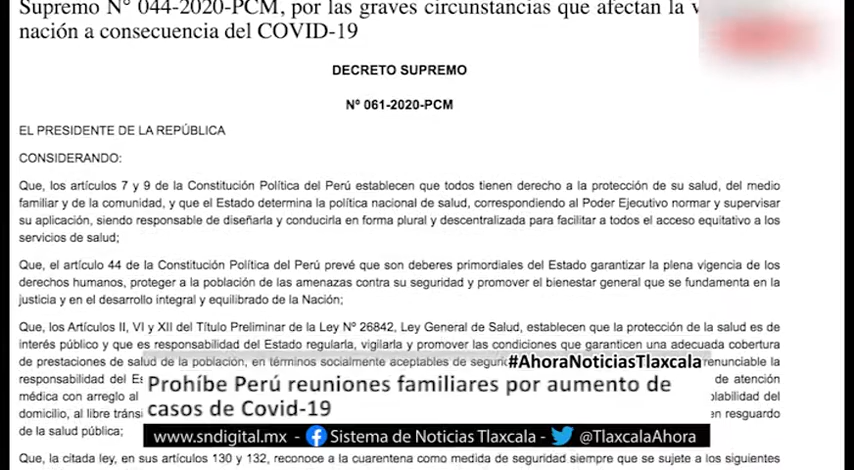 Supremo N° 044-2020-PCM, por las graves circunstancias que afectan la
nación a consecuencia del COVID-19
DECRETO SUPREMO
Nº 061-2020-PCM
EL PRESIDENTE DE LA REPÚBLICA
CONSIDERANDO:
Que, los artículos 7 y 9 de la Constitución Política del Perú establecen que todos tienen derecho a la protección de su salud, del medio
familiar y de la comunidad, y que el Estado determina la política nacional de salud, correspondiendo al Poder Ejecutivo normar y supervisar
su aplicación, siendo responsable de diseñarla y conducirla en forma plural y descentralizada para facilitar a todos el acceso equitativo a los
servicios de salud;
Que, el artículo 44 de la Constitución Política del Perú prevé que son deberes primordiales del Estado garantizar la plena vigencia de los
derechos humanos, proteger a la población de las amenazas contra su seguridad y promover el bienestar general que se fundamenta en la
justicia y en el desarrollo integral y equilibrado de la Nación;
Que, los Artículos II, VI y XII del Título Preliminar de la Ley Nº 26842, Ley General de Salud, establecen que la protección de la salud es de
interés público y que es responsabilidad del Estado regularla, vigilarla y promover las condiciones que garanticen una adecuada cobertura
de prestaciones de salud de la población, en términos socialmente aceptables de renunciable la
#AhoraNoticiasTlaxcala
responsabilidad del de atención
Prohíbe Perú reuniones familiares por aumento de
médica con arreglo al
casos de Covid-19
domicilio, al libre en resguardo
de la salud pública;
www.sndigital.mx - Sistema de Noticias Tlaxcala - @TlaxcalaAhora
Que, la citada ley, en sus artículos 130 y 132, reconoce a la cuarentena como medida de seguridad siempre que se sujete a los siguientes